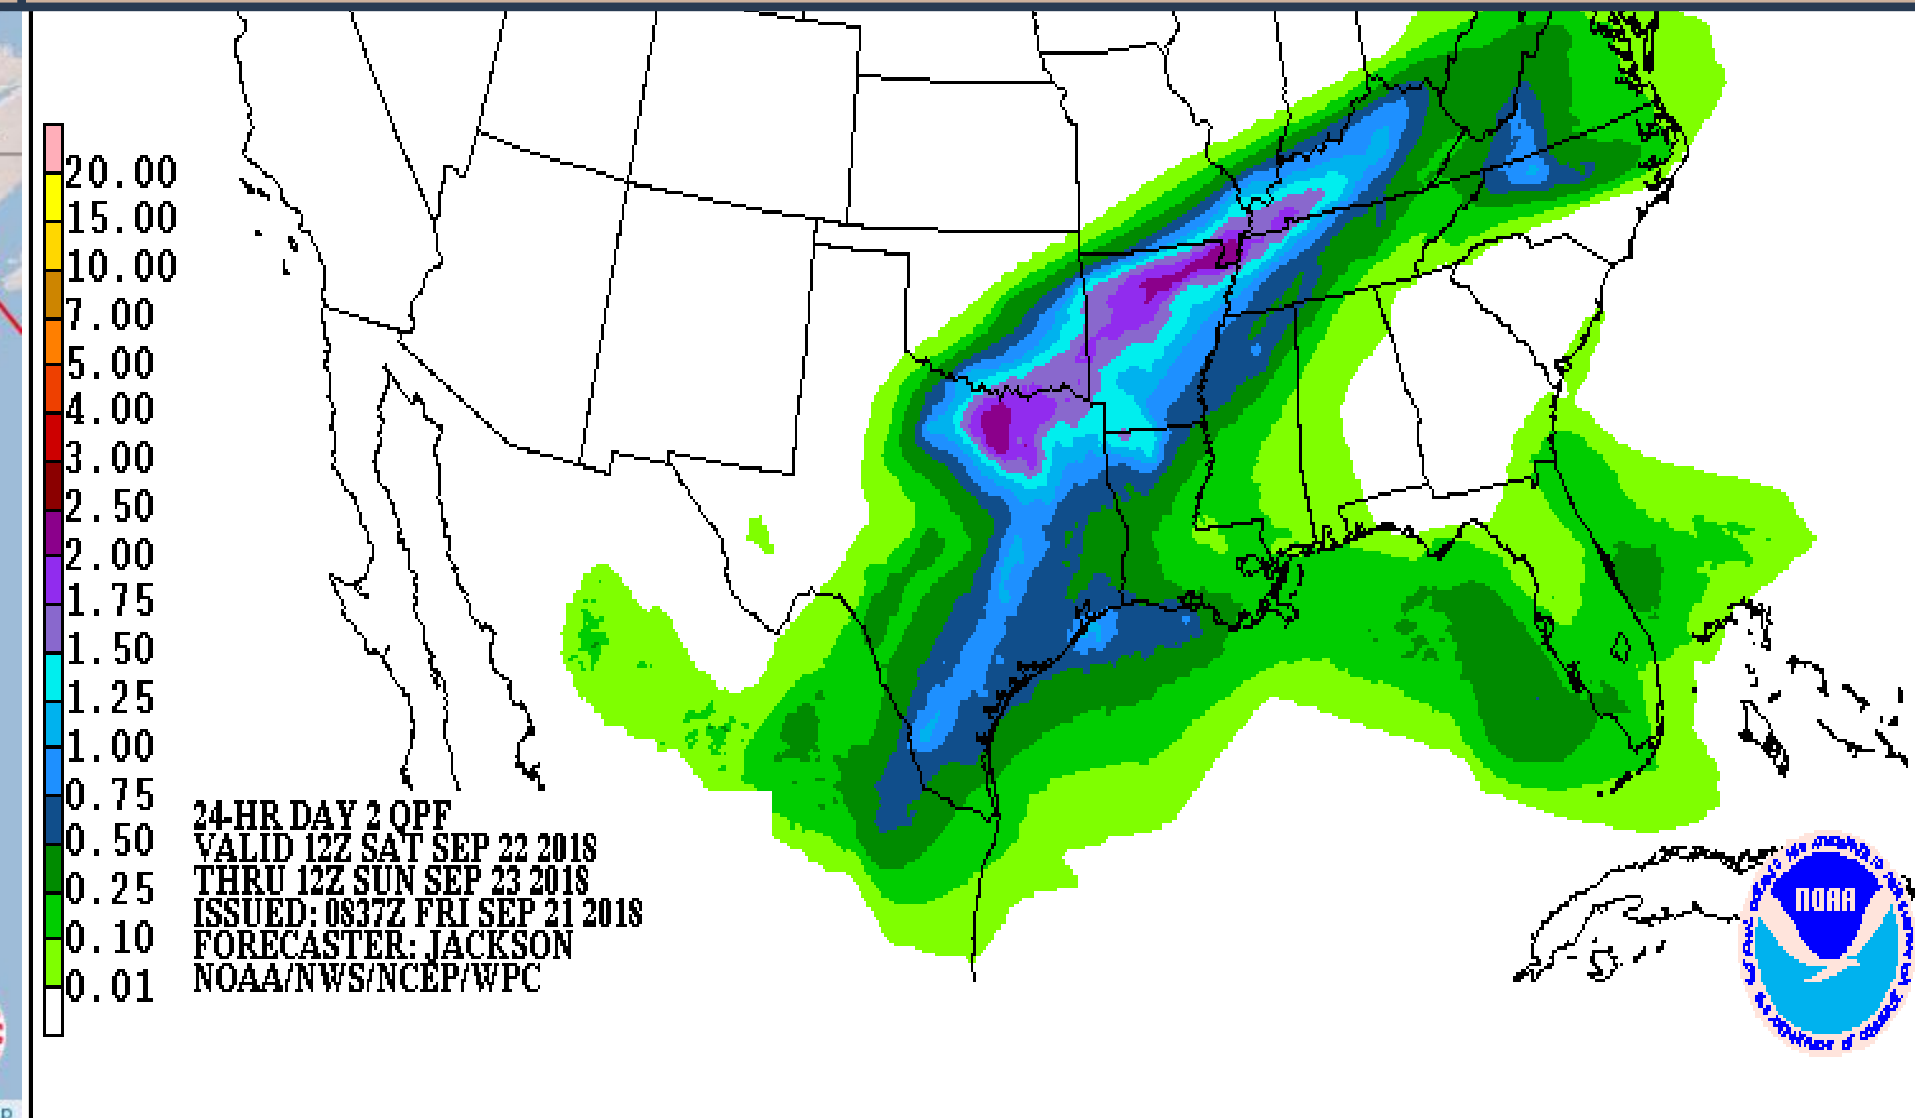 20.00
15.00
10.00
7.00
5.00
4.00
3.00
2.50
2.00
1.75
1.50
1.25
1.00
0.75
0.50
0.25
0.10
0.01
24-HR DAY 2 QPF
VALID 12Z SAT SEP 22 2018
THRU 12Z SUN SEP 23 2018
ISSUED: 0837Z FRI SEP 21 2018
FORECASTER: JACKSON
NOAA/NWS/NCEP/WPC
NOAA